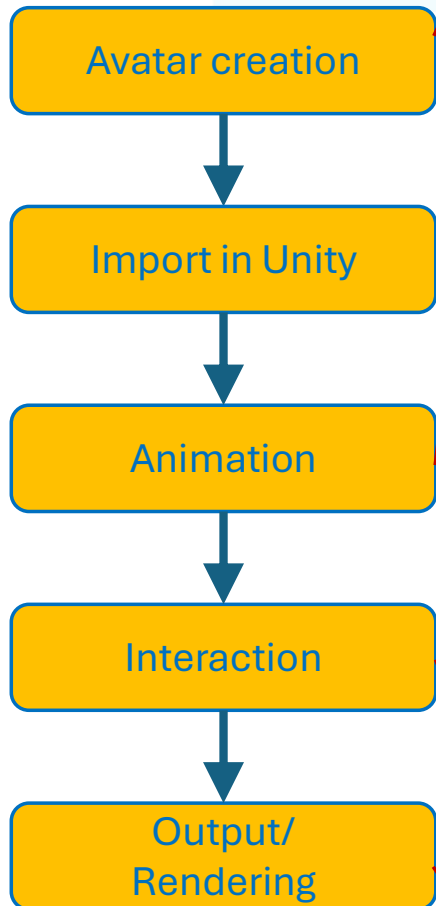 Avatar creation
Import in Unity
Animation
Interaction
Output/
Rendering